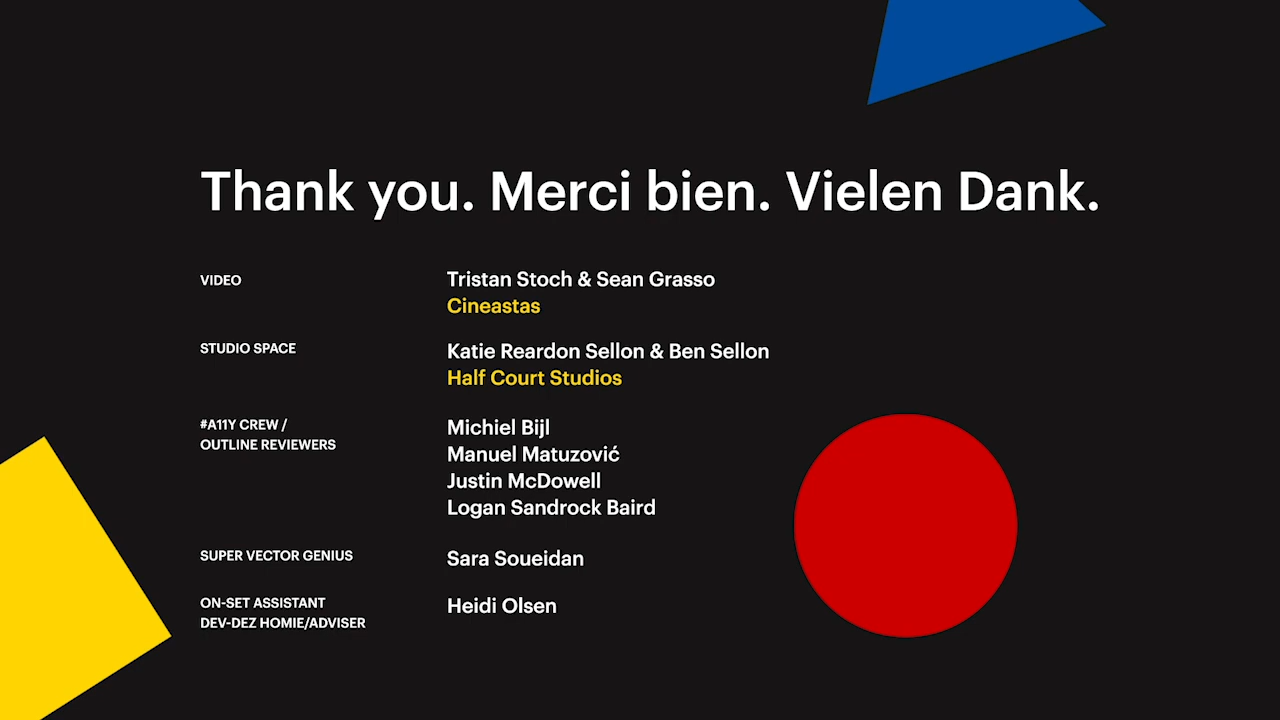 Thank you. Merci bien. Vielen Dank.
VIDEO
Tristan Stoch & Sean Grasso
Cineastas
STUDIO SPACE
Katie Reardon Sellon & Ben Sellon
Half Court Studios
#A11Y CREW /
OUTLINE REVIEWERS
Michiel Bijl
Manuel Matuzović
Justin McDowell
Logan Sandrock Baird
SUPER VECTOR GENIUS
Sara Soueidan
ON-SET ASSISTANT
DEV-DEZ HOMIE/ADVISER
Heidi Olsen